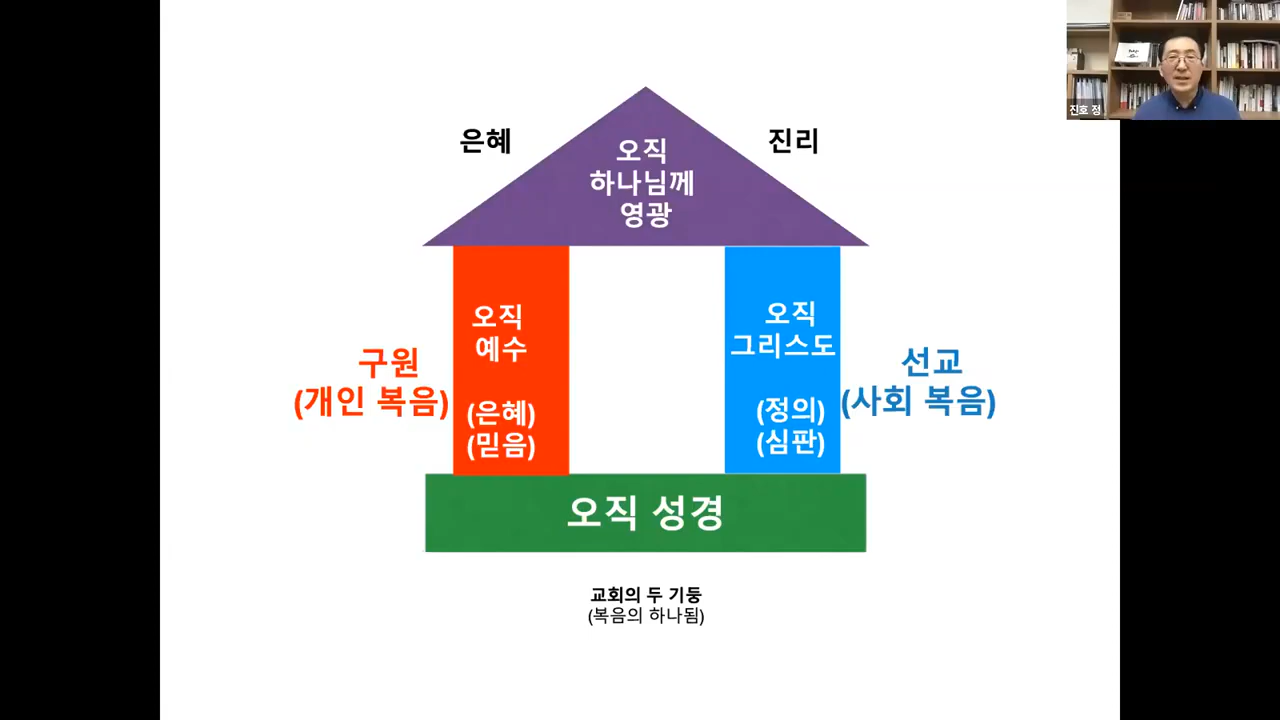 진호 정
은혜
진리
오직
하나님께
영광
오직
예수
(은혜)
(믿음)
오직
그리스도
(정의)
(심판)
구원
(개인 복음)
선교
(사회 복음)
오직 성경
교회의 두 기둥
(복음의 하나됨)